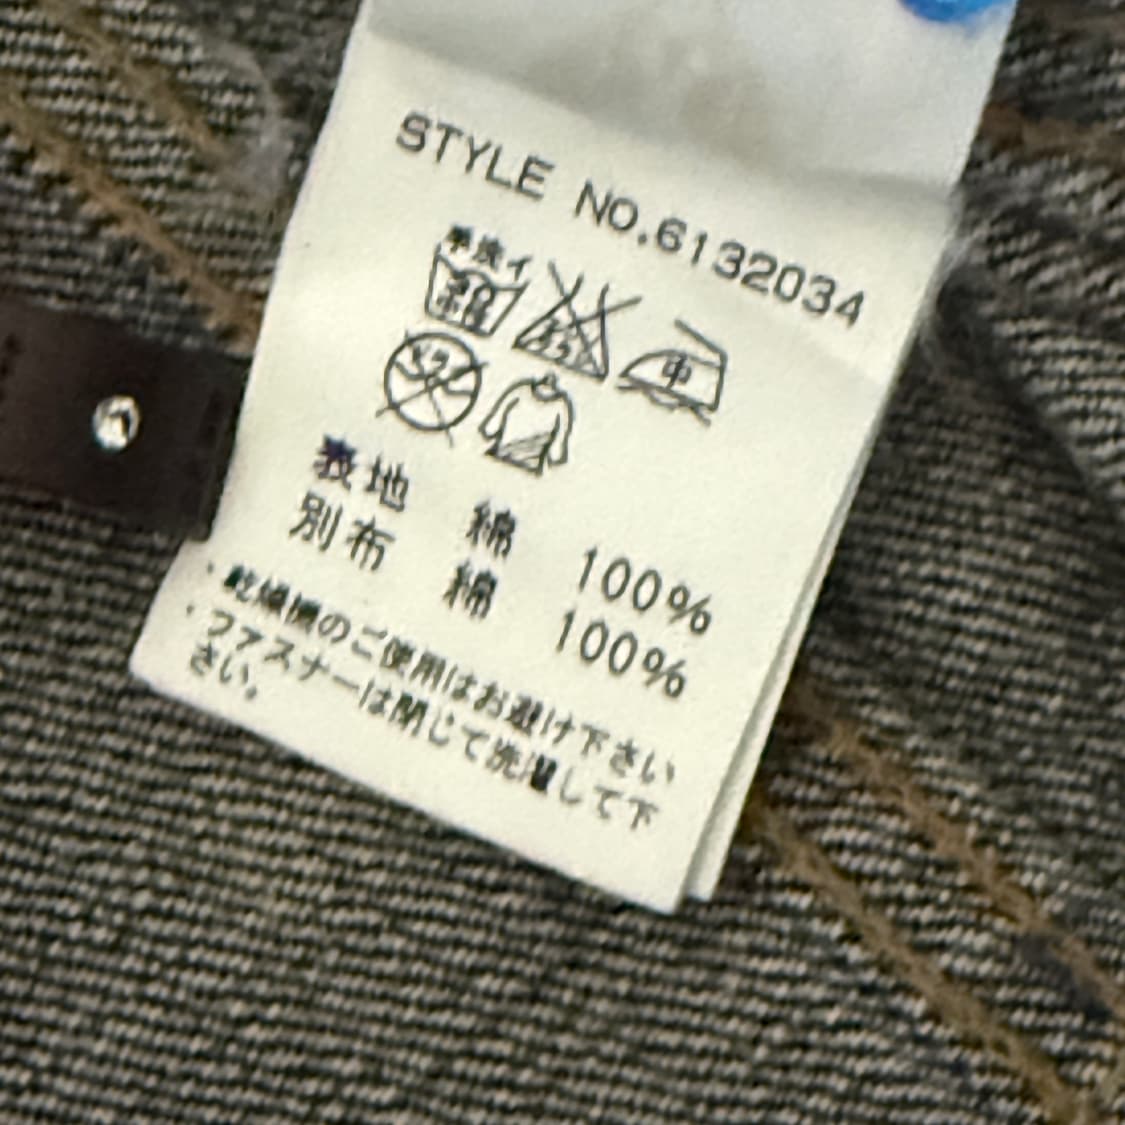 STYLE NO.6132034
手洗イ
中
表地 綿 100%
別布 綿 100%
・乾燥機のご使用はお避け下さい
・ファスナーは閉じて洗濯して下
さい。